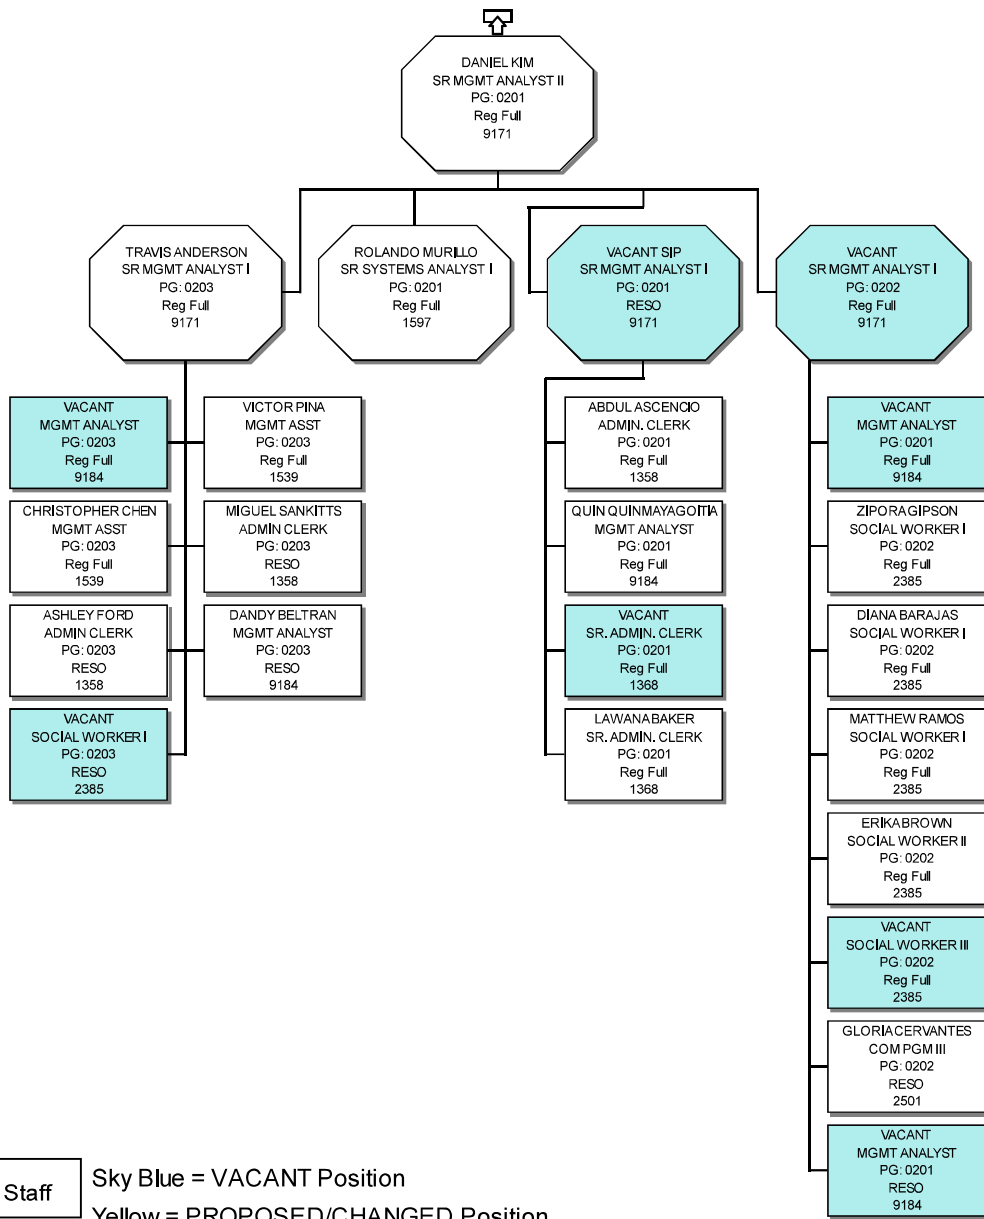 DANIEL KIM
SR MGMT ANALYST II
PG: 0201
Reg Full
9171
TRAVIS ANDERSON
SR MGMT ANALYST I
PG: 0203
Reg Full
9171
ROLANDO MURILLO
SR SYSTEMS ANALYST I
PG: 0201
Reg Full
1597
VACANT SIP
SR MGMT ANALYST I
PG: 0201
RESO
9171
VACANT
SR MGMT ANALYST I
PG: 0202
Reg Full
9171
VACANT
MGMT ANALYST
PG: 0203
Reg Full
9184
VICTOR PINA
MGMT ASST
PG: 0203
Reg Full
1539
CHRISTOPHER CHEN
MGMT ASST
PG: 0203
Reg Full
1539
MIGUEL SANKITTS
ADMIN CLERK
PG: 0203
RESO
1358
ASHLEY FORD
ADMIN CLERK
PG: 0203
RESO
1358
DANDY BELTRAN
MGMT ANALYST
PG: 0203
RESO
9184
VACANT
SOCIAL WORKER I
PG: 0203
RESO
2385
ABDUL ASCENCIO
ADMIN. CLERK
PG: 0201
Reg Full
1358
QUIN QUINMAYAGOITIA
MGMT ANALYST
PG: 0201
Reg Full
9184
VACANT
SR. ADMIN. CLERK
PG: 0201
Reg Full
1368
LAWANA BAKER
SR. ADMIN. CLERK
PG: 0201
Reg Full
1368
VACANT
MGMT ANALYST
PG: 0201
Reg Full
9184
ZIPORA GIPSON
SOCIAL WORKER I
PG: 0202
Reg Full
2385
DIANA BARAJAS
SOCIAL WORKER I
PG: 0202
Reg Full
2385
MATTHEW RAMOS
SOCIAL WORKER I
PG: 0202
Reg Full
2385
ERIKA BROWN
SOCIAL WORKER II
PG: 0202
Reg Full
2385
VACANT
SOCIAL WORKER III
PG: 0202
Reg Full
2385
GLORIA CERVANTES
COM PGM III
PG: 0202
RESO
2501
VACANT
MGMT ANALYST
PG: 0201
RESO
9184
Staff
Sky Blue = VACANT Position
Yellow = PROPOSED/CHANGED Position